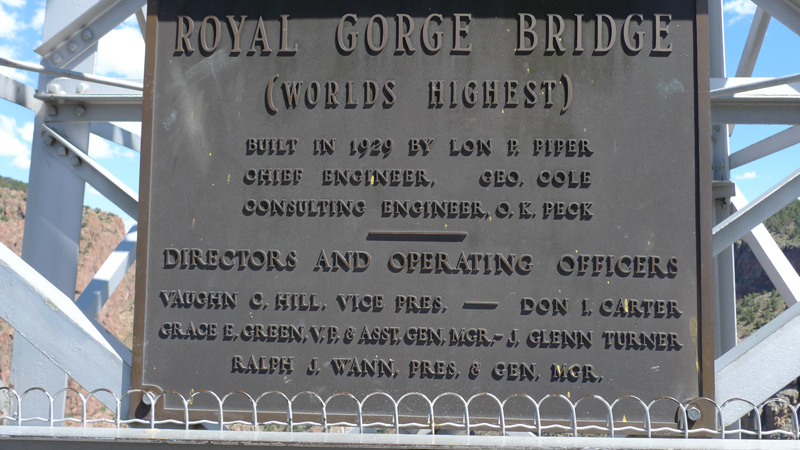 ROYAL GORGE BRIDGE
(WORLDS HIGHEST)
BUILT IN 1929 BY LON P. PIPER
CHIEF ENGINEER, GEO. COLE
CONSULTING ENGINEER, O. K. PECK
DIRECTORS AND OPERATING OFFICERS
VAUGHN C. HILL, VICE PRES. — DON I. CARTER
GRACE E. GREEN, V.P. & ASST. GEN. MGR.- J. GLENN TURNER
RALPH J. WANN, PRES. & GEN. MGR.